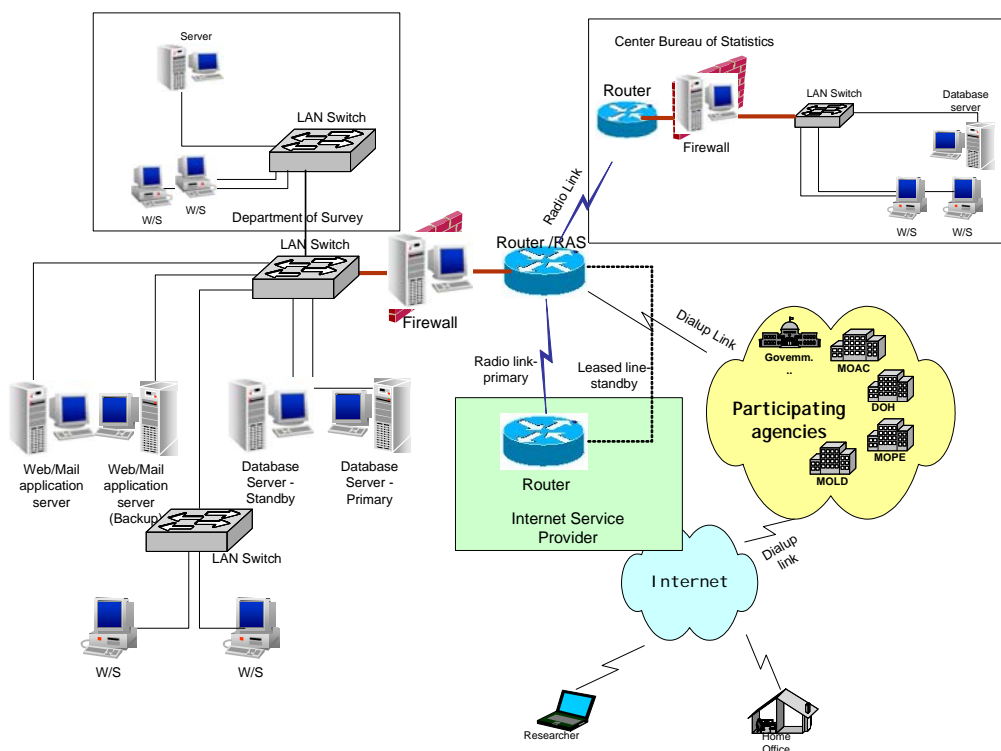 Server
LAN Switch
W/S
W/S
Department of Survey
Center Bureau of Statistics
Router
Firewall
LAN Switch
Database
server
W/S
W/S
Radio Link
LAN Switch
Firewall
Router /RAS
Dialup Link
Radio link-
primary
Leased line-
standby
Governm.
..
MOAC
DOH
MOPE
MOLD
Participating
agencies
Web/Mail
application
server
Web/Mail
application
server
(Backup)
Database
Server -
Standby
Database
Server -
Primary
Router
Internet Service
Provider
LAN Switch
W/S
W/S
Dialup
link
Internet
Researcher
Home
Office